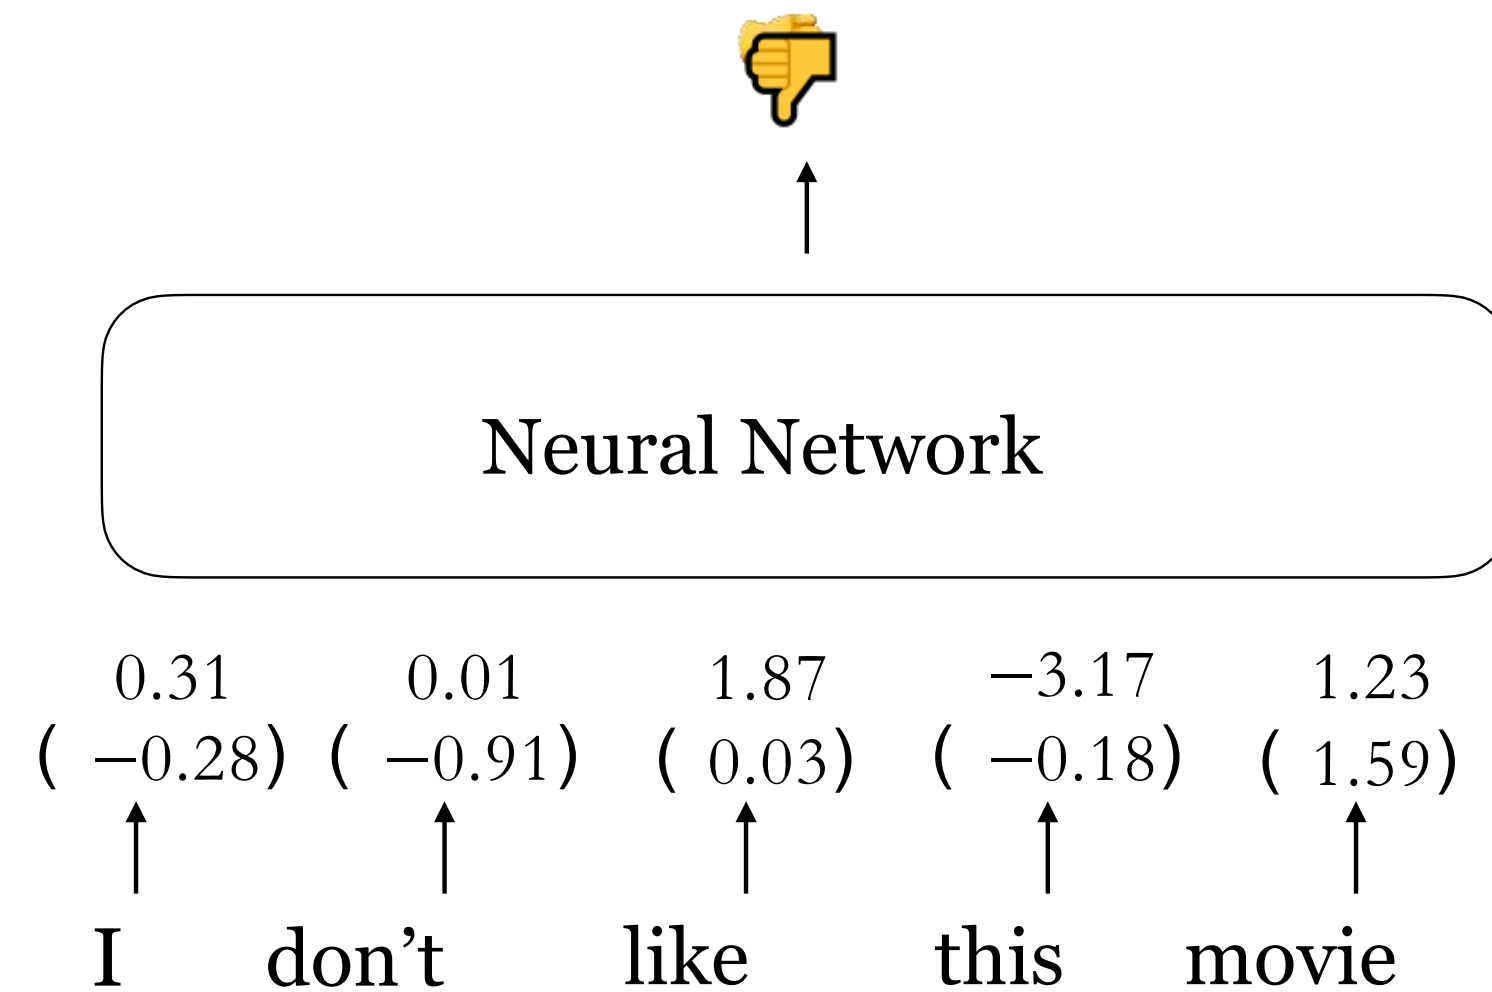 Neural Network
0.31 0.01 1.87 −3.17 1.23
( −0.28) ( −0.91) ( 0.03) ( −0.18) ( 1.59)
I don’t like this movie